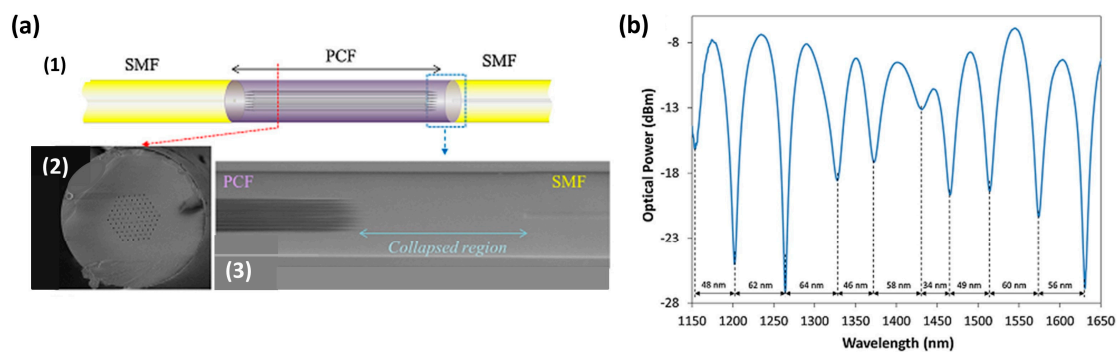 (a)
(1)
SMF
PCF
SMF
(2)
PCF
SMF
Collapsed region
(3)
(b)
Optical Power (dBm)
-8
-13
-18
-23
-28
48 nm
62 nm
64 nm
46 nm
58 nm
34 nm
49 nm
60 nm
56 nm
1150
1200
1250
1300
1350
1400
1450
1500
1550
1600
1650
Wavelength (nm)